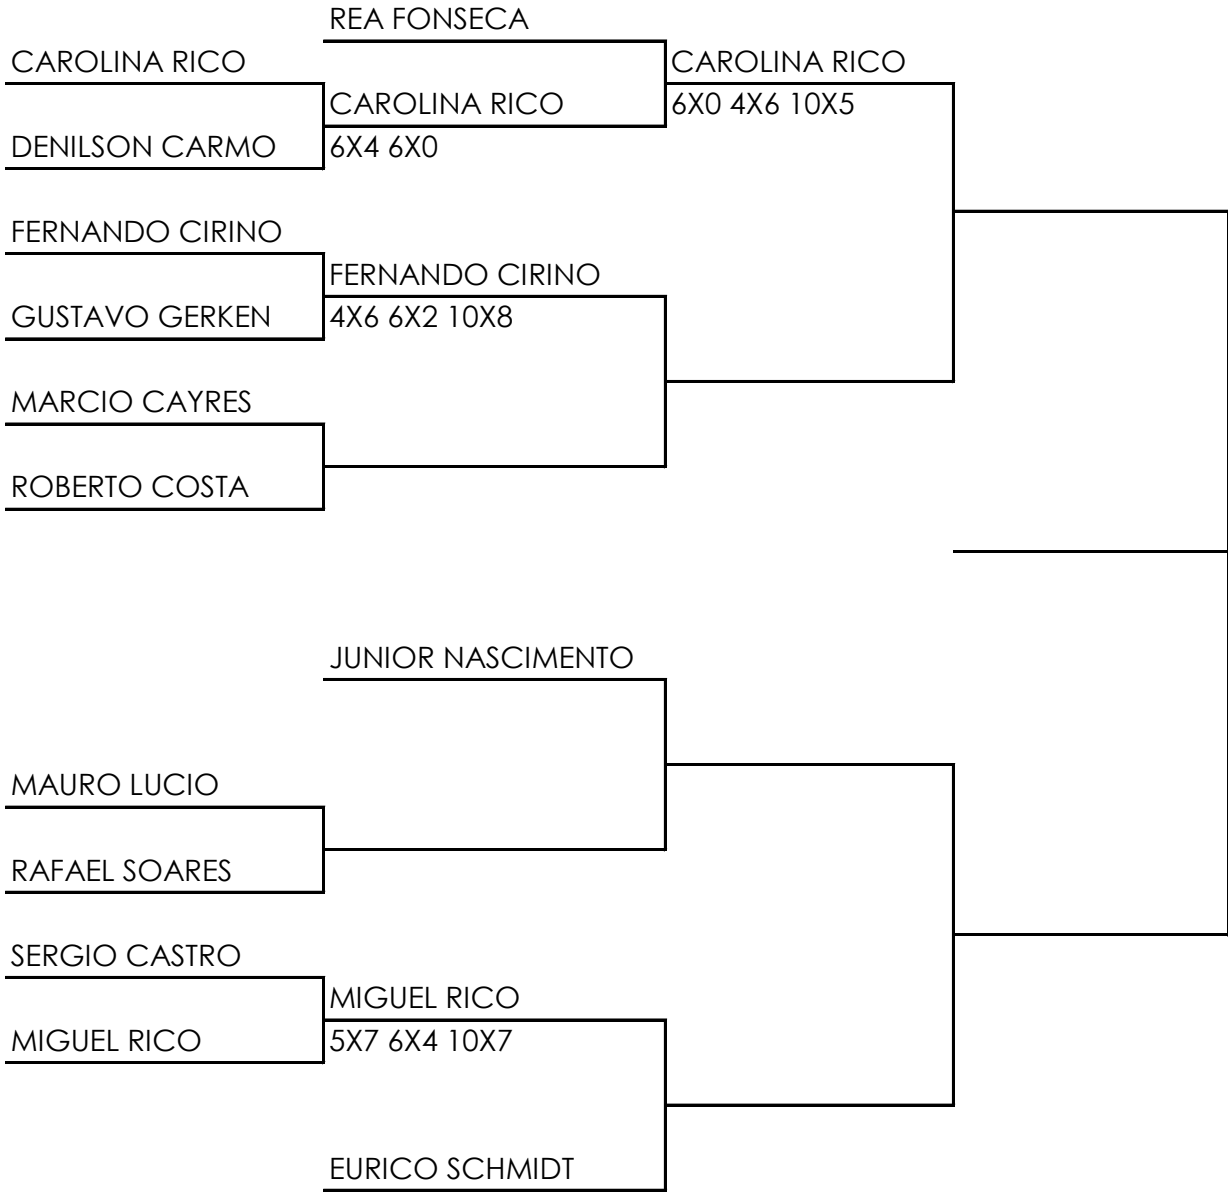 REA FONSECA
CAROLINA RICO
CAROLINA RICO
CAROLINA RICO
6X0 4X6 10X5
DENILSON CARMO
6X4 6X0
FERNANDO CIRINO
FERNANDO CIRINO
GUSTAVO GERKEN
4X6 6X2 10X8
MARCIO CAYRES
ROBERTO COSTA
JUNIOR NASCIMENTO
MAURO LUCIO
RAFAEL SOARES
SERGIO CASTRO
MIGUEL RICO
MIGUEL RICO
5X7 6X4 10X7
EURICO SCHMIDT